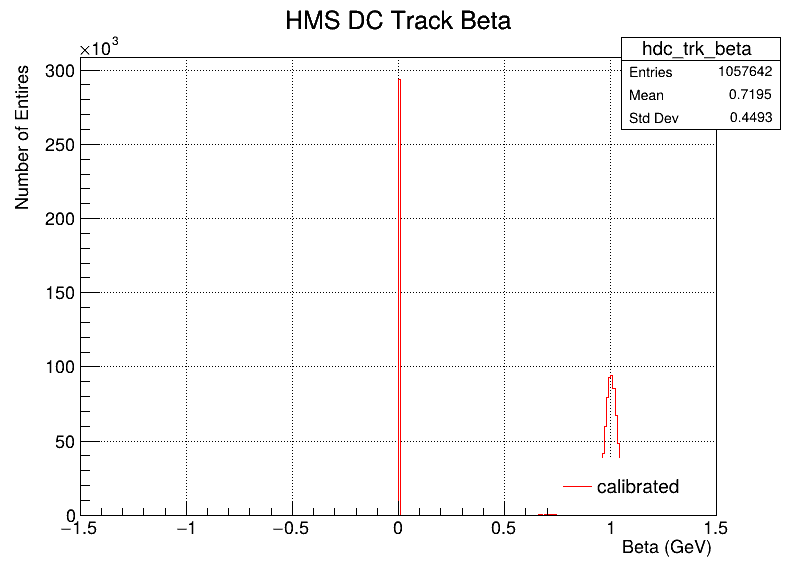 HMS DC Track Beta
×10³
hdc_trk_beta
Entries 1057642
Mean 0.7195
Std Dev 0.4493
Number of Entires
300
250
200
150
100
50
0
calibrated
−1.5 −1 −0.5 0 0.5 1 1.5
Beta (GeV)